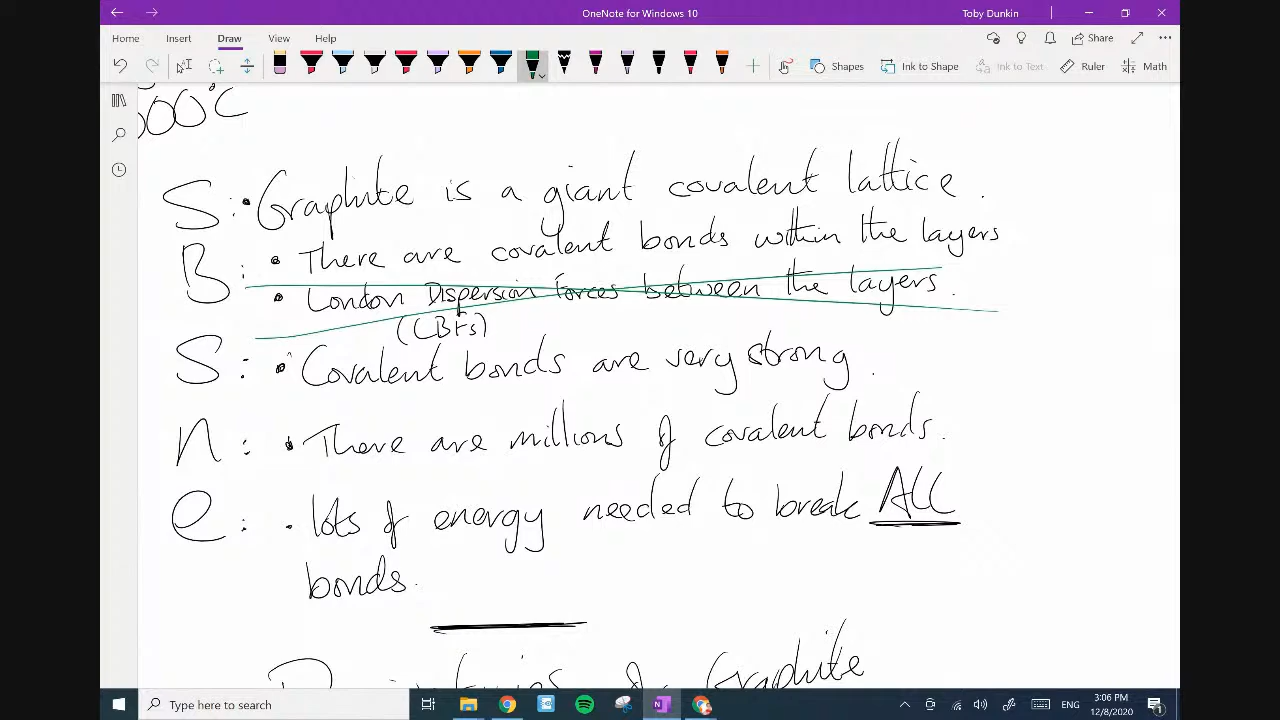 OneNote for Windows 10
Toby Dunkin
Home Insert Draw View Share
Shapes Ink to Shape Ink to Text Ruler Math
500°C
S: • Graphite is a giant covalent lattice.
B: • There are covalent bonds within the layers
• London Dispersion Forces between the layers.
S: • Covalent bonds are very strong.
n: • There are millions of covalent bonds.
e: • lots of energy needed to break ALL
bonds.
of Graphite
Type here to search
ENG
3:06 PM
12/8/2020
1